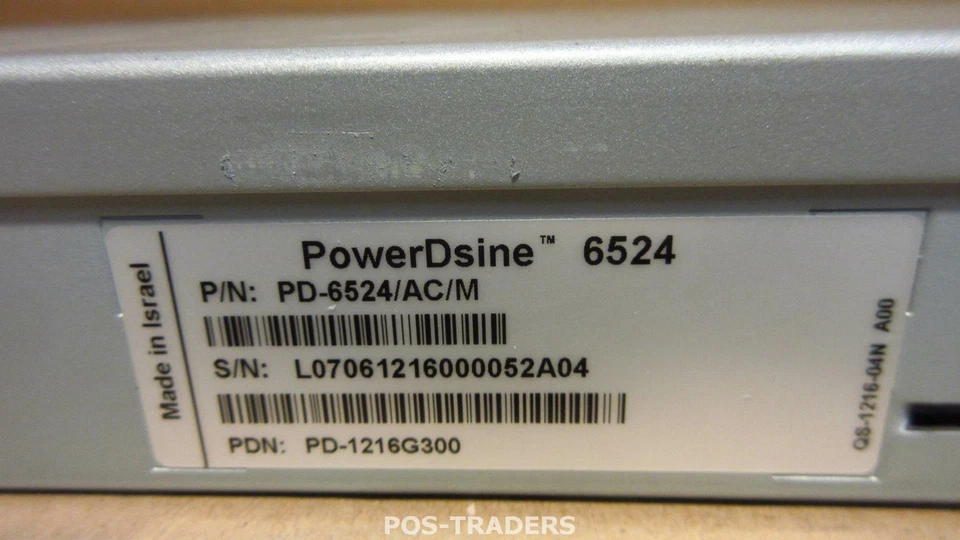 PowerDsine™ 6524
P/N: PD-6524/AC/M
S/N: L07061216000052A04
PDN: PD-1216G300
Made in Israel
QS-1216-04N A00
POS-TRADERS